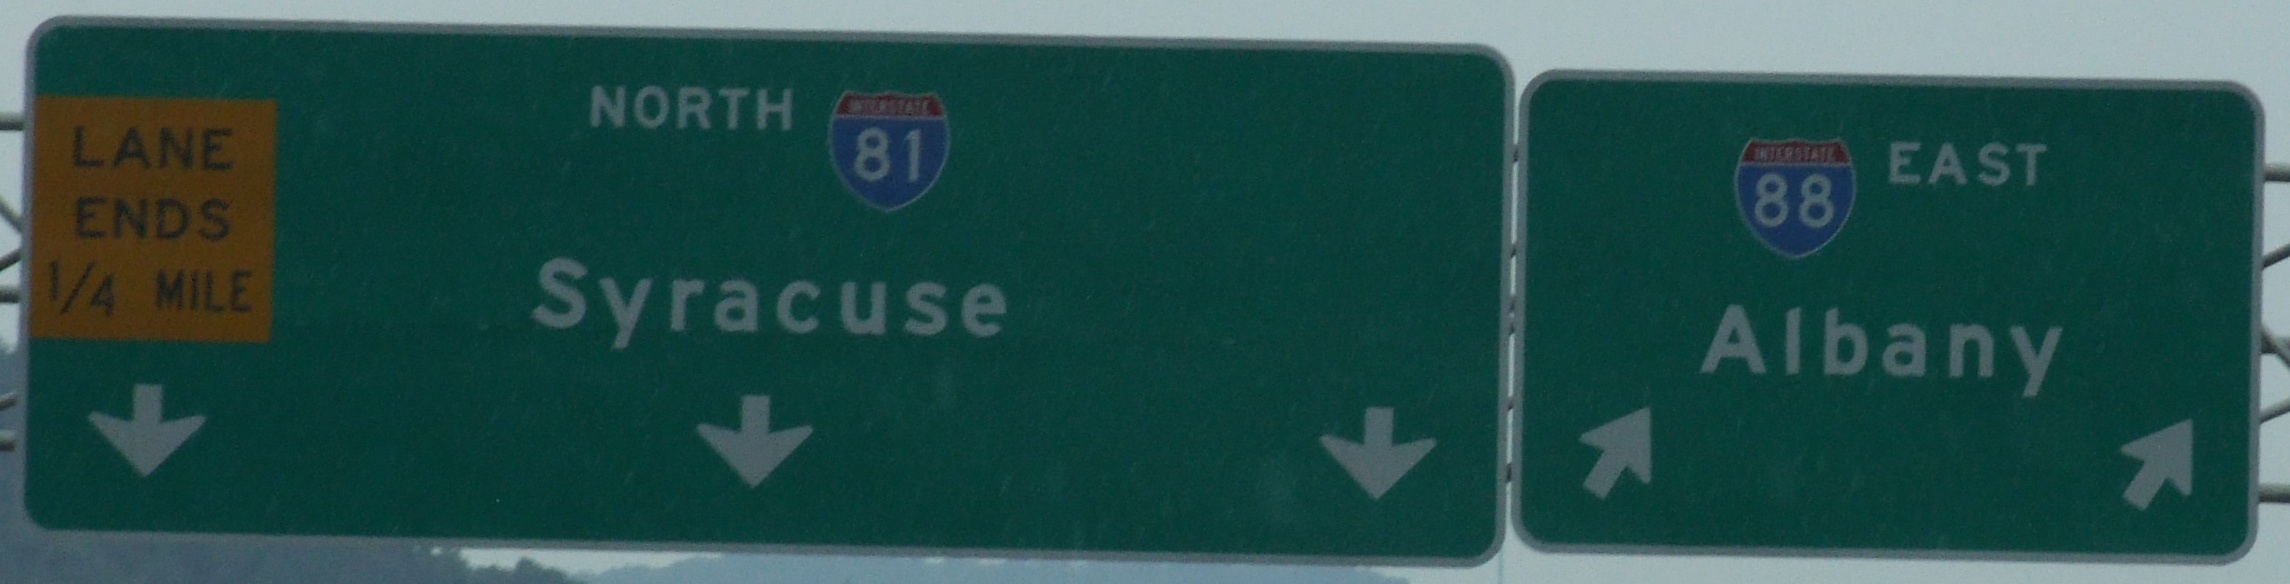 LANE
ENDS
1/4 MILE
NORTH INTERSTATE 81
Syracuse
INTERSTATE 88 EAST
Albany